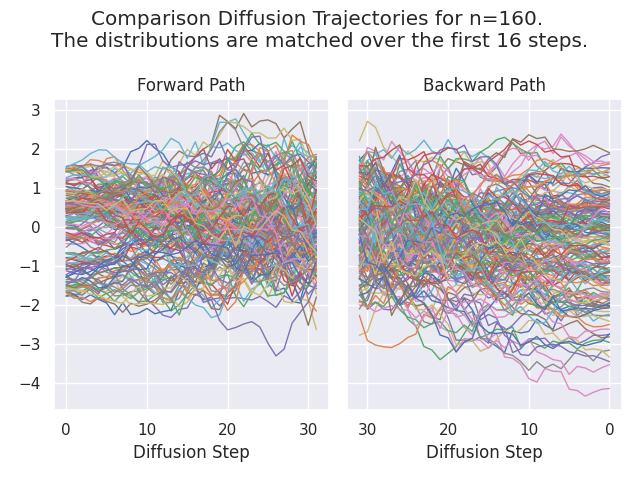 Comparison Diffusion Trajectories for n=160.
The distributions are matched over the first 16 steps.
Forward Path
Backward Path
3
2
1
0
−1
−2
−3
−4
0 10 20 30
30 20 10 0
Diffusion Step
Diffusion Step